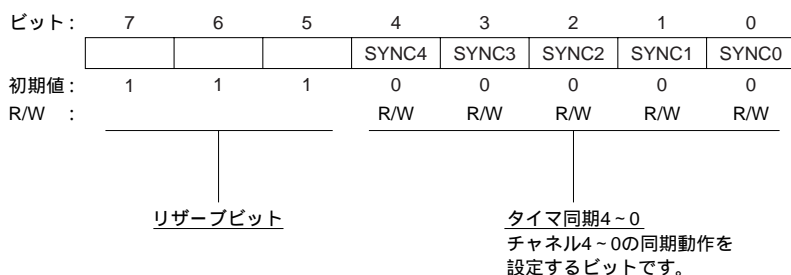 ビット: 7 6 5 4 3 2 1 0
SYNC4 SYNC3 SYNC2 SYNC1 SYNC0
初期値: 1 1 1 0 0 0 0 0
R/W : R/W R/W R/W R/W R/W
リザーブビット
タイマ同期4~0
チャネル4~0の同期動作を
設定するビットです。